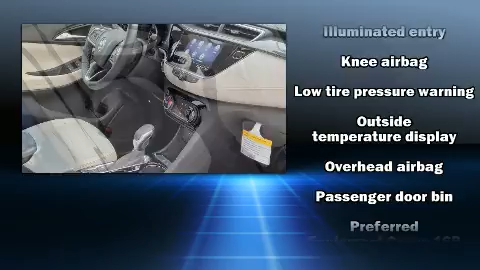 Illuminated entry
Knee airbag
Low tire pressure warning
Outside
temperature display
Overhead airbag
Passenger door bin
Preferred